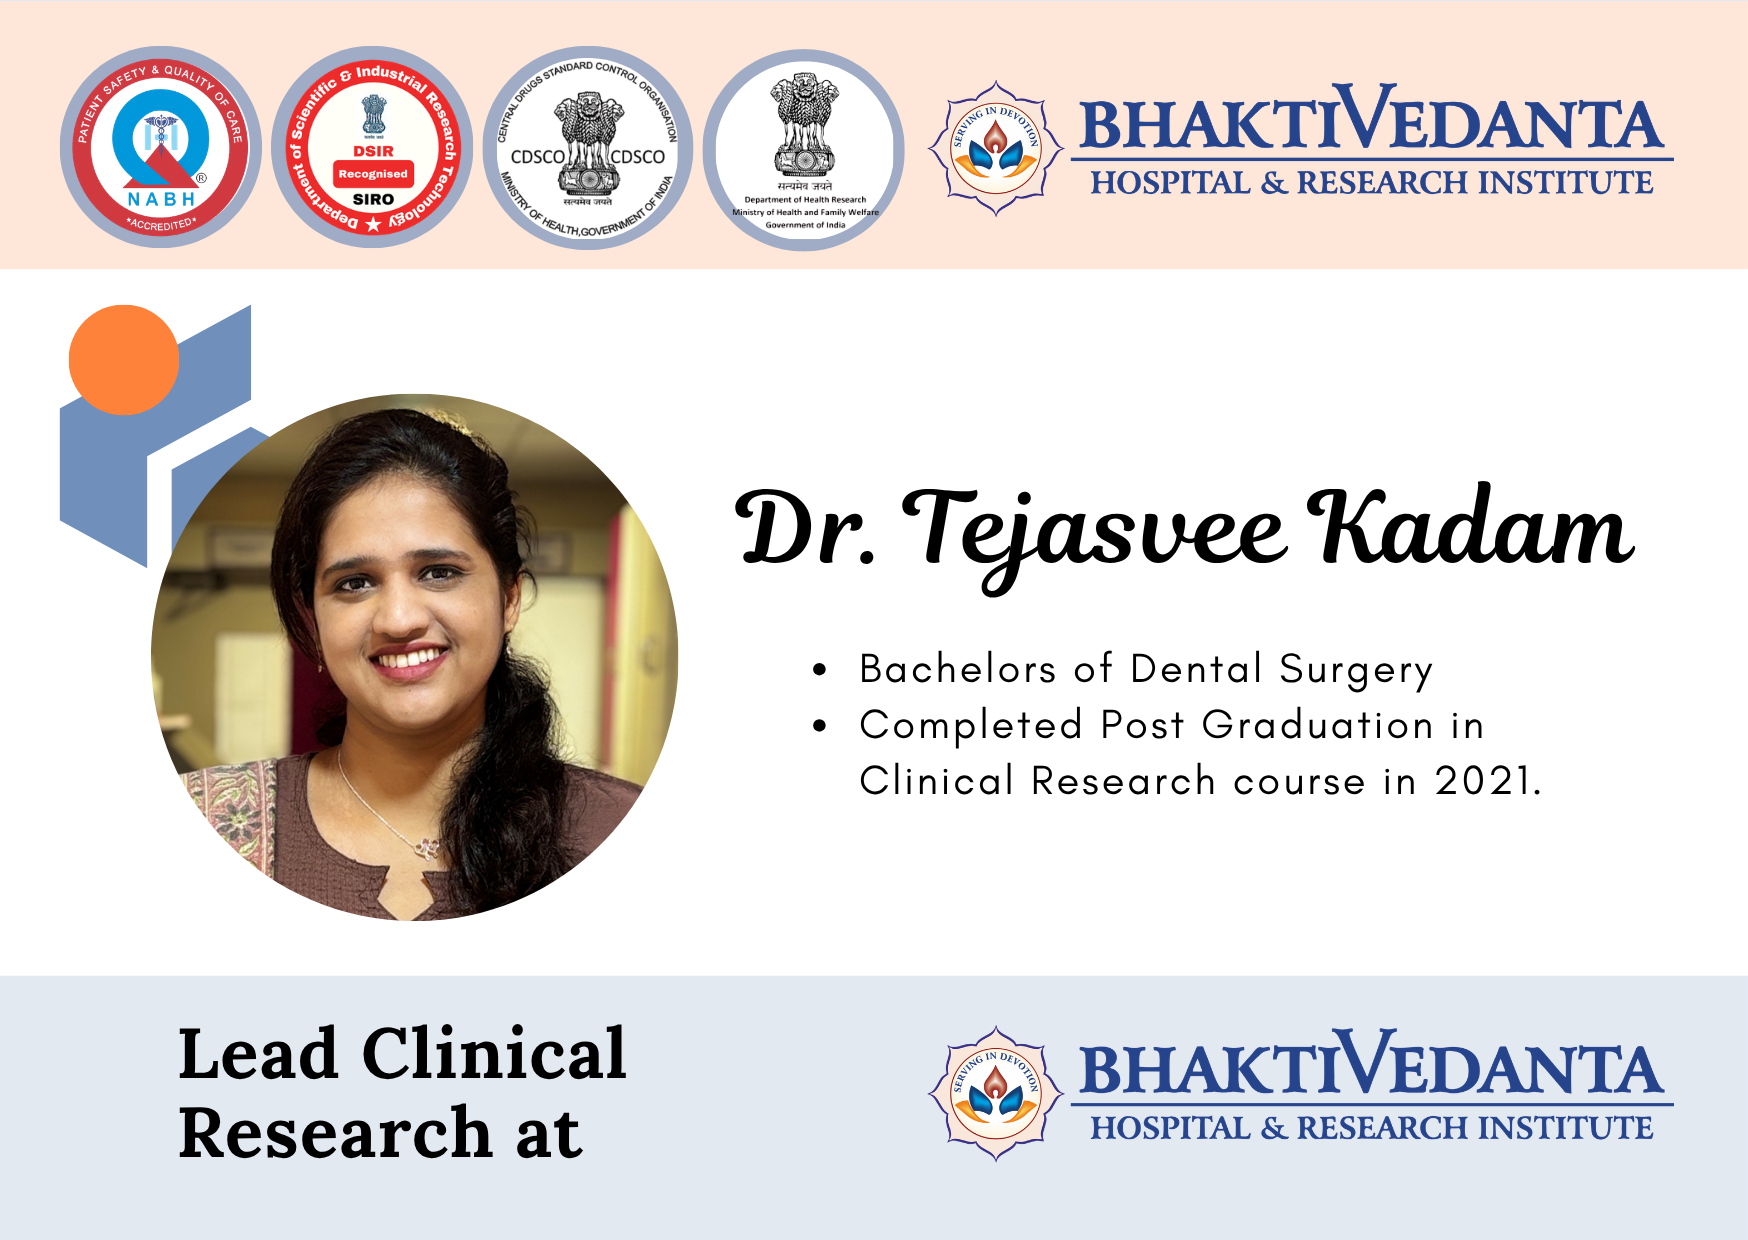 PATIENT SAFETY & QUALITY OF CARE
®
NABH
*ACCREDITED*
Department of Scientific & Industrial Research Technology
सत्यमेव जयते
DSIR
Recognised
SIRO
CENTRAL DRUGS STANDARD CONTROL ORGANISATION
CDSCO CDSCO
सत्यमेव जयते
MINISTRY OF HEALTH,GOVERNMENT OF INDIA
सत्यमेव जयते
Department of Health Research
Ministry of Health and Family Welfare
Government of India
SERVING IN DEVOTION
BHAKTIVEDANTA
HOSPITAL & RESEARCH INSTITUTE
Dr. Tejasvee Kadam
• Bachelors of Dental Surgery
• Completed Post Graduation in
Clinical Research course in 2021.
Lead Clinical
Research at
SERVING IN DEVOTION
BHAKTIVEDANTA
HOSPITAL & RESEARCH INSTITUTE